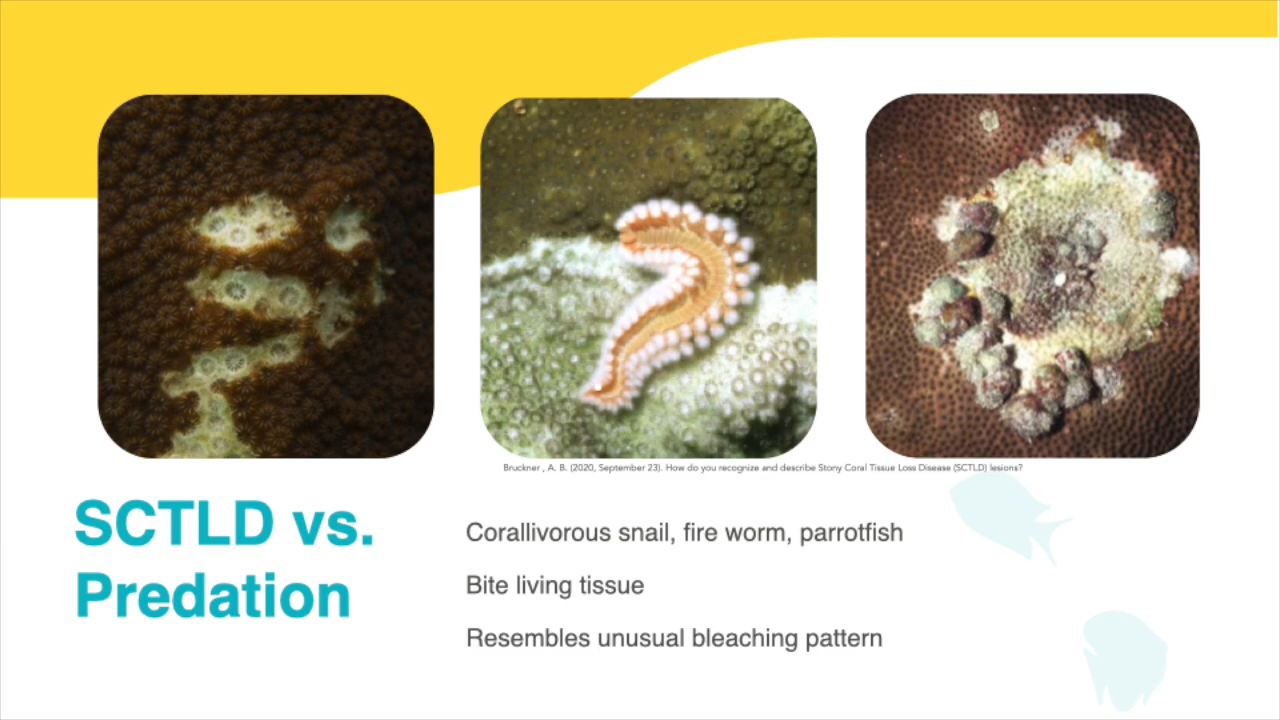 Bruckner , A. B. (2020, September 23). How do you recognize and describe Stony Coral Tissue Loss Disease (SCTLD) lesions?
SCTLD vs.
Predation
Corallivorous snail, fire worm, parrotfish
Bite living tissue
Resembles unusual bleaching pattern